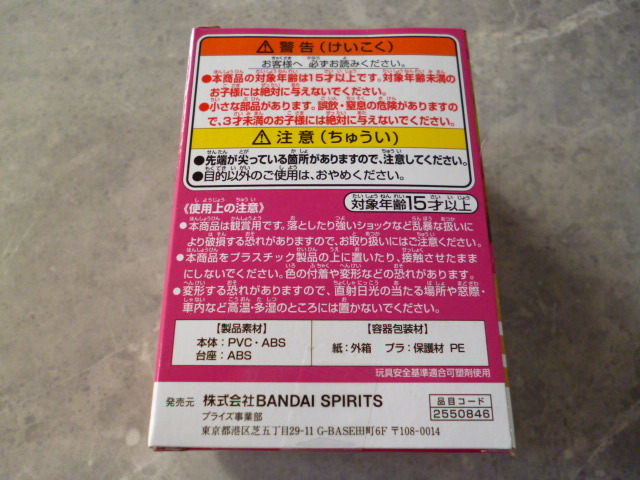 ⚠警告(けいこく)
お客様へ 必ずお読みください。
●本商品の対象年齢は15才以上です。対象年齢未満の
お子様には絶対に与えないでください。
●小さな部品があります。誤飲・窒息の危険がありますの
で、3才未満のお子様には絶対に与えないでください。
⚠注意(ちゅうい)
●先端が尖っている箇所がありますので、注意してください。
●目的以外のご使用は、おやめください。
《使用上の注意》 対象年齢15才以上
●本商品は観賞用です。落としたり強いショックなど乱暴な扱いに
より破損する恐れがありますので、お取り扱いにはご注意ください。
●本商品をプラスチック製品の上に置いたり、接触させたまま
にしないでください。色の付着や変形などの恐れがあります。
●変形する恐れがありますので、直射日光の当たる場所や窓際・
車内など高温・多湿のところには置かないでください。
【製品素材】 【容器包装材】
本体:PVC・ABS 紙:外箱 プラ:保護材 PE
台座:ABS
玩具安全基準適合可塑剤使用
発売元 株式会社BANDAI SPIRITS 品目コード
プライズ事業部 2550846
東京都港区芝五丁目29-11 G-BASE田町6F 〒108-0014